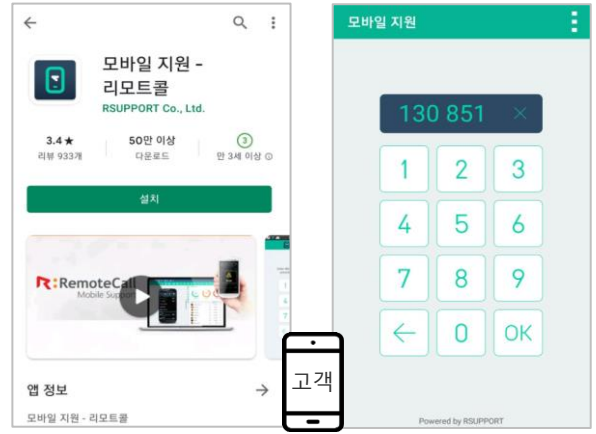 모바일 지원 -
리모트콜
RSUPPORT Co., Ltd.
3.4★
리뷰 933개
50만 이상
다운로드
3
만 3세 이상
설치
RemoteCall
Mobile Support
앱 정보
모바일 지원 - 리모트콜
고객
모바일 지원
130 851 ×
1 2 3
4 5 6
7 8 9
← 0 OK
Powered by RSUPPORT